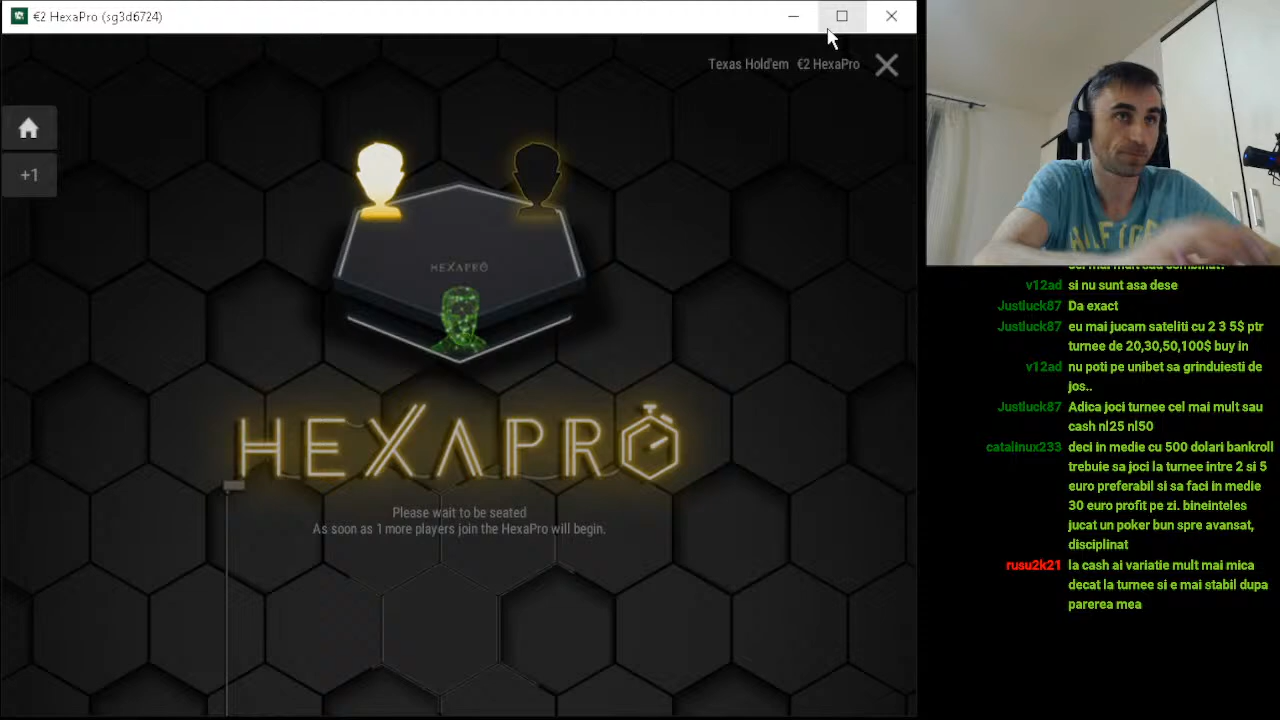 €2 HexaPro (sg3d6724)
Texas Hold'em €2 HexaPro
+1
HEXAPRO
HEXAPRO
Please wait to be seated
As soon as 1 more players join the HexaPro will begin.
v12ad si nu sunt asa dese
Justluck87 Da exact
Justluck87 eu mai jucam sateliti cu 2 3 5$ ptr
turnee de 20,30,50,100$ buy in
v12ad nu poti pe unibet sa grinduiesti de
jos..
Justluck87 Adica joci turnee cel mai mult sau
cash nl25 nl50
catalinux233 deci in medie cu 500 dolari bankroll
trebuie sa joci la turnee intre 2 si 5
euro preferabil si sa faci in medie
30 euro profit pe zi. bineinteles
jucat un poker bun spre avansat,
disciplinat
rusu2k21 la cash ai variatie mult mai mica
decat la turnee si e mai stabil dupa
parerea mea